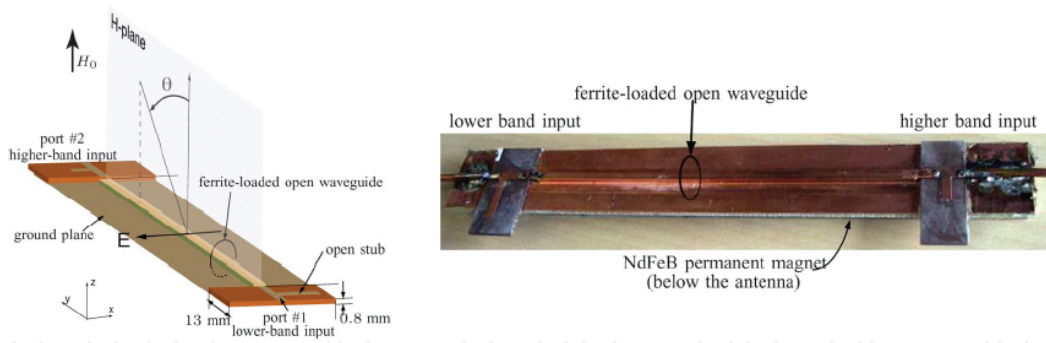 H-plane
H₀
θ
port #2
higher-band input
ferrite-loaded open waveguide
ground plane
E
open stub
z
y
x
13 mm
port #1
lower-band input
0.8 mm
ferrite-loaded open waveguide
lower band input
higher band input
NdFeB permanent magnet
(below the antenna)